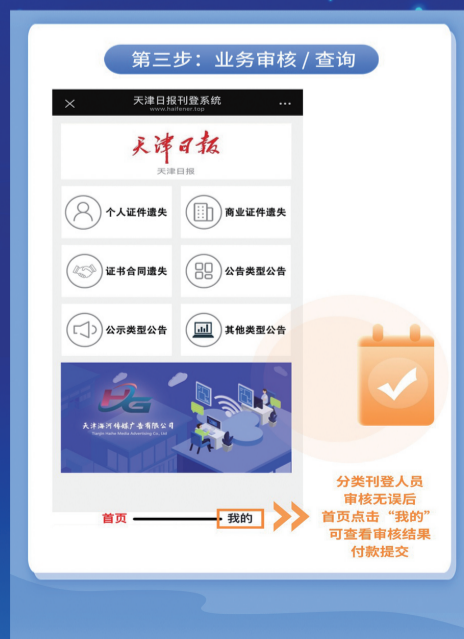 第三步：业务审核 / 查询
天津日报刊登系统
www.haifener.top
天津日报
天津日报
个人证件遗失
商业证件遗失
证书合同遗失
公告类型公告
公示类型公告
其他类型公告
天津海河传媒广告有限公司
Tianjin Haihe Media Advertising Co., Ltd
首页
我的
分类刊登人员
审核无误后
首页点击“我的”
可查看审核结果
付款提交